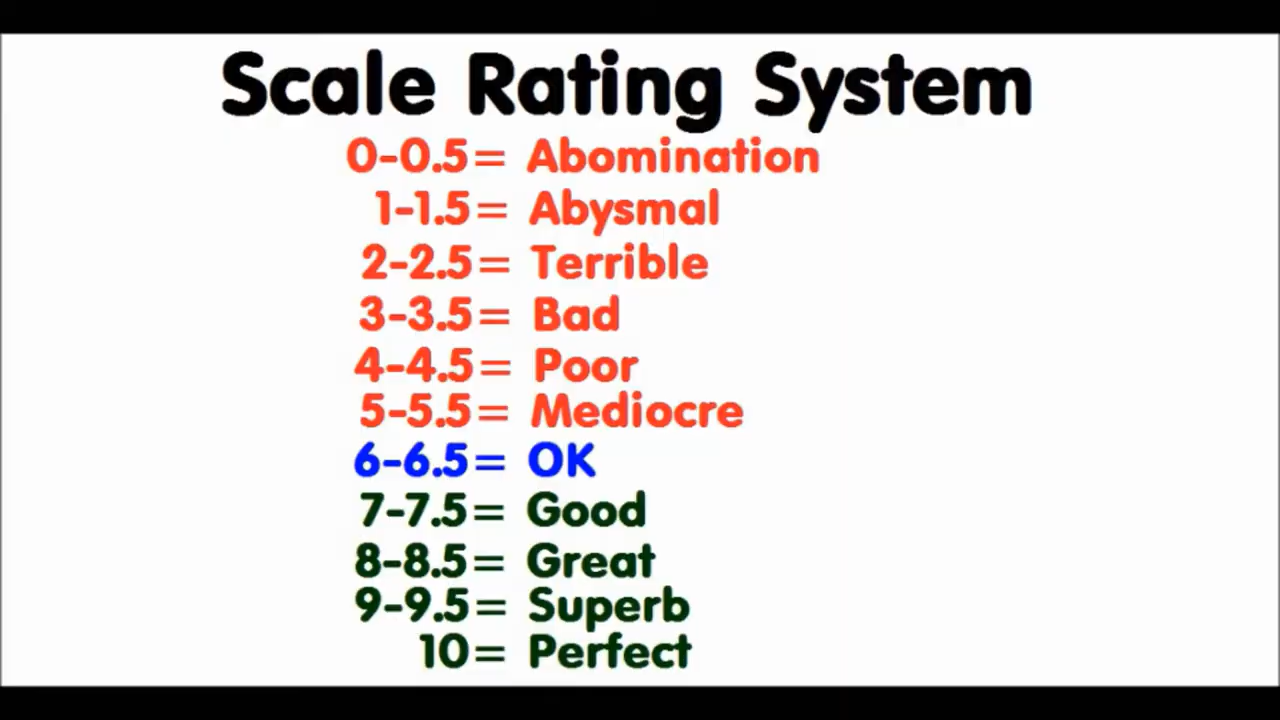 Scale Rating System
0-0.5= Abomination
1-1.5= Abysmal
2-2.5= Terrible
3-3.5= Bad
4-4.5= Poor
5-5.5= Mediocre
6-6.5= OK
7-7.5= Good
8-8.5= Great
9-9.5= Superb
10= Perfect